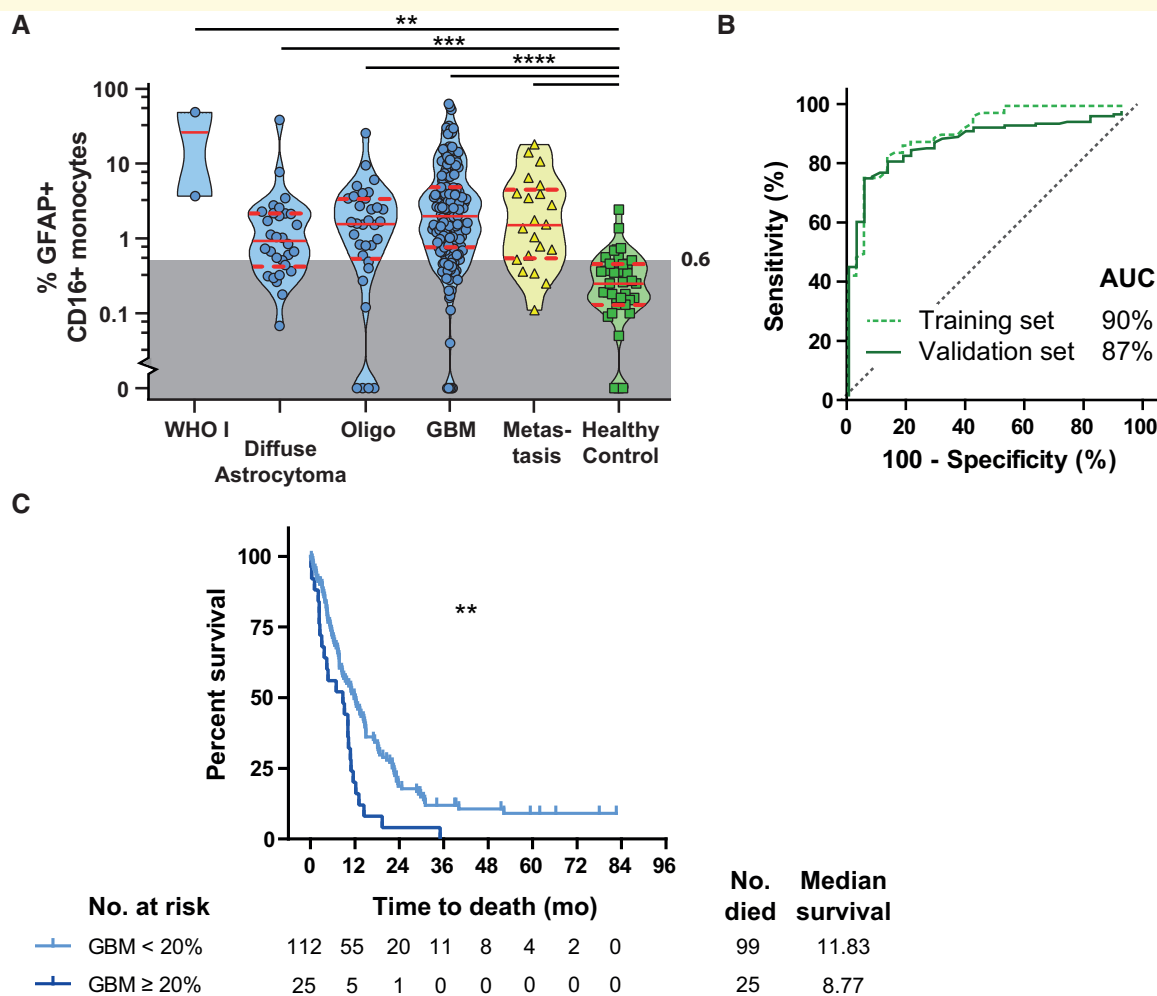 A
**
***
****
% GFAP+
CD16+ monocytes
100
10
1
0.1
0
0.6
WHO I
Diffuse
Astrocytoma
Oligo
GBM
Metas-
tasis
Healthy
Control
B
Sensitivity (%)
100
80
60
40
20
0
AUC
Training set 90%
Validation set 87%
0 20 40 60 80 100
100 - Specificity (%)
C
Percent survival
100
75
50
25
0
**
0 12 24 36 48 60 72 84 96
Time to death (mo)
No. at risk
No.
died
Median
survival
GBM < 20% 112 55 20 11 8 4 2 0 99 11.83
GBM ≥ 20% 25 5 1 0 0 0 0 0 25 8.77